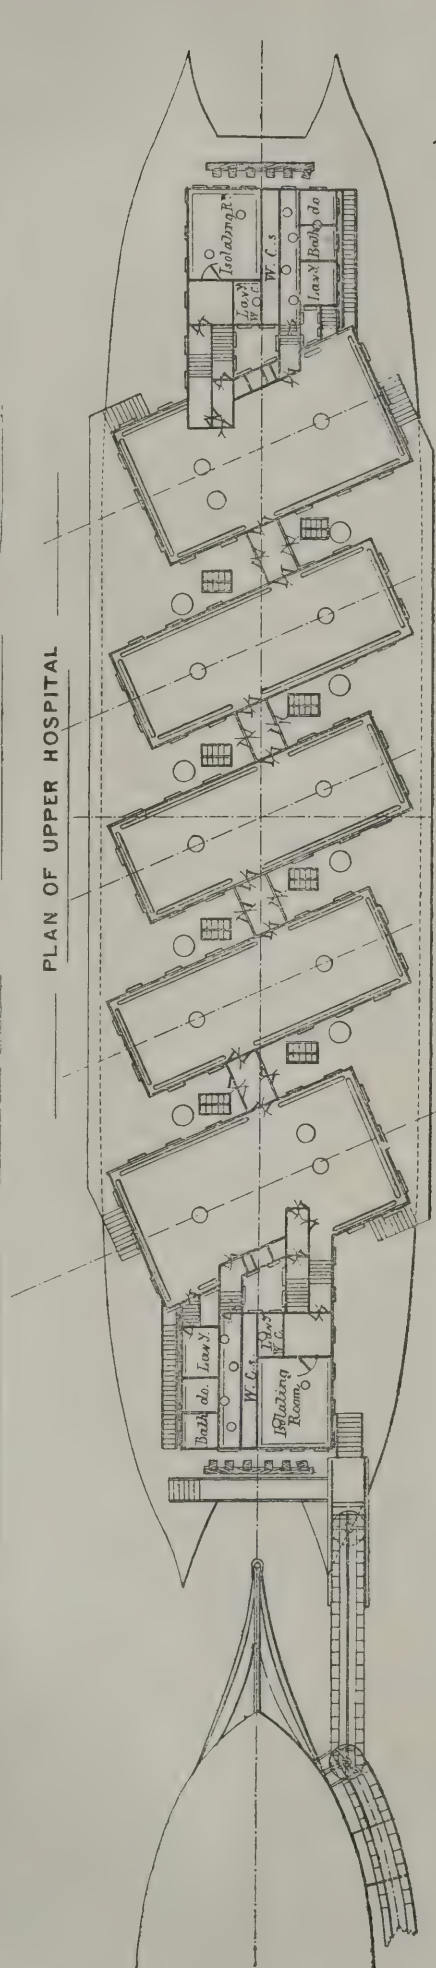 PLAN OF UPPER HOSPITAL
Isolating R.
W.C.s
Lavy.
W.C.
Lavy.
Bath
do
Lavy.
do.
Bath
W.C.s
Lavy.
W.C.
Isolating
Room